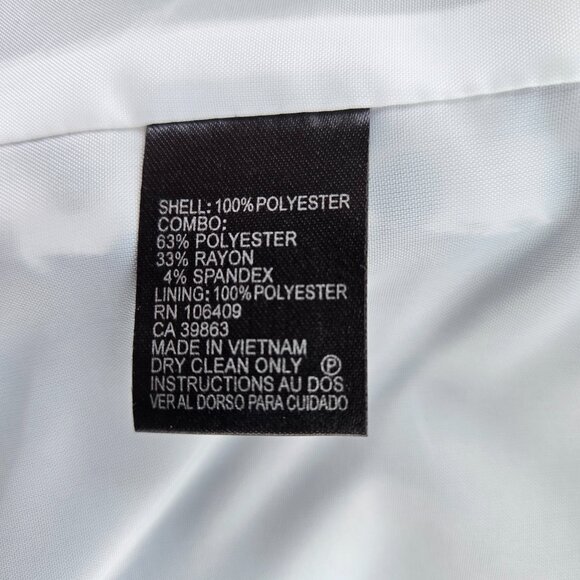 SHELL: 100% POLYESTER
COMBO:
63% POLYESTER
33% RAYON
4% SPANDEX
LINING: 100% POLYESTER
RN 106409
CA 39863
MADE IN VIETNAM
DRY CLEAN ONLY Ⓟ
INSTRUCTIONS AU DOS
VER AL DORSO PARA CUIDADO